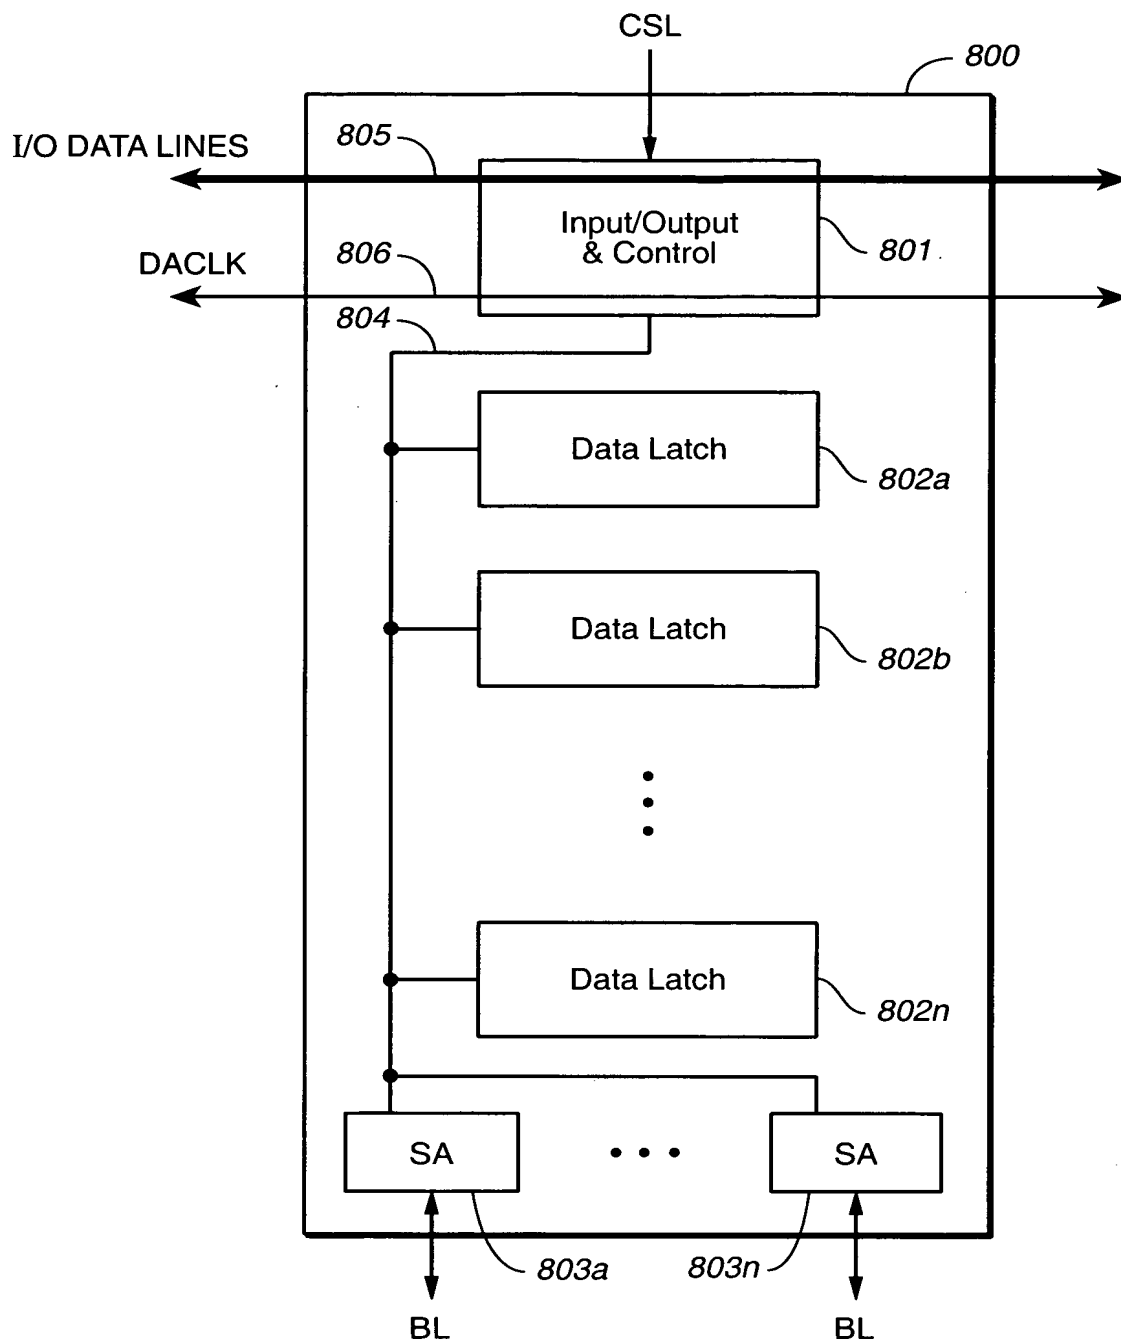 CSL
800
I/O DATA LINES
805
Input/Output
& Control
801
DACLK
806
804
Data Latch
802a
Data Latch
802b
Data Latch
802n
SA
SA
803a
803n
BL
BL